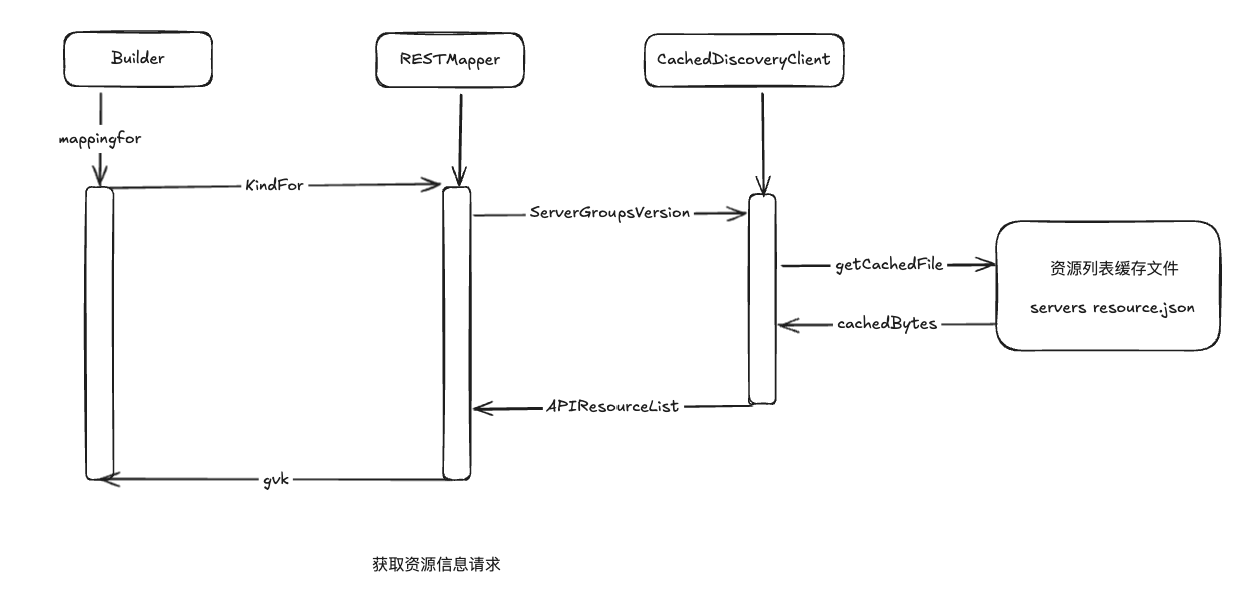 Builder
RESTMapper
CachedDiscoveryClient
mappingfor
KindFor
ServerGroupsVersion
getCachedFile
资源列表缓存文件
servers resource.json
cachedBytes
APIResourceList
gvk
获取资源信息请求